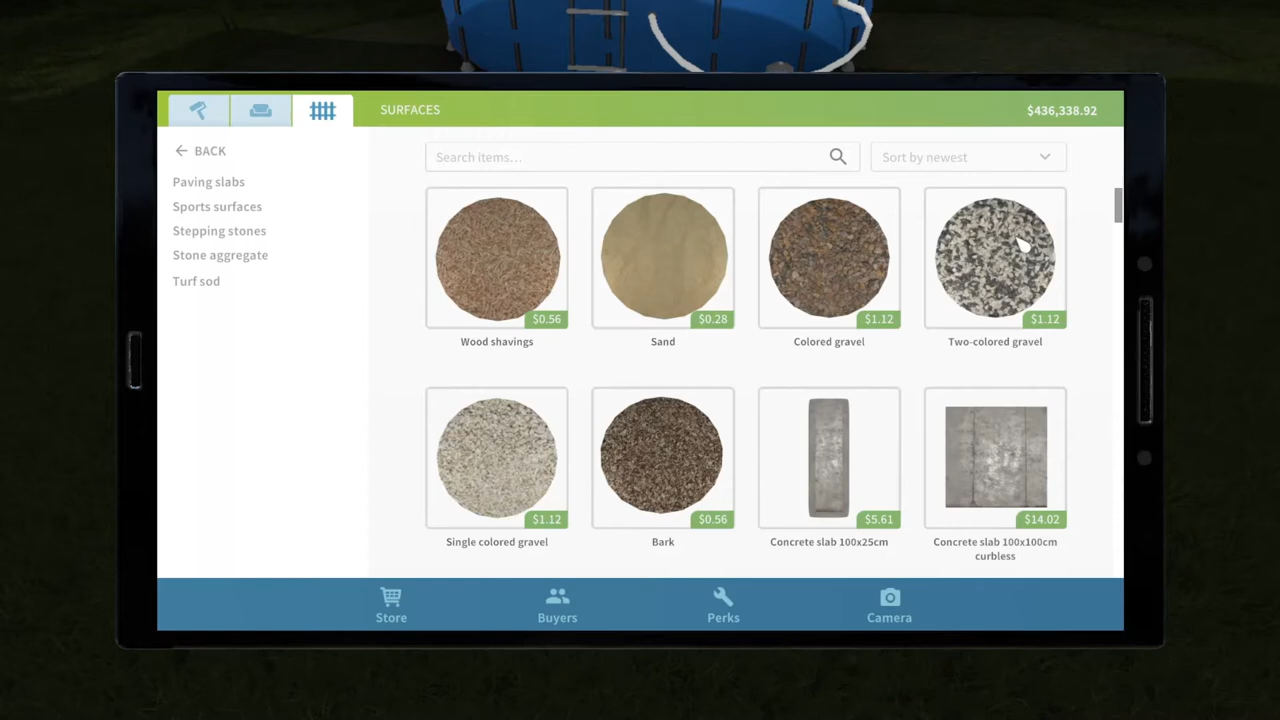 SURFACES
$436,338.92
BACK
Paving slabs
Sports surfaces
Stepping stones
Stone aggregate
Turf sod
Search items...
Sort by newest
$0.56
$0.28
$1.12
$1.12
Wood shavings
Sand
Colored gravel
Two-colored gravel
$1.12
$0.56
$5.61
$14.02
Single colored gravel
Bark
Concrete slab 100x25cm
Concrete slab 100x100cm
curbless
Store
Buyers
Perks
Camera